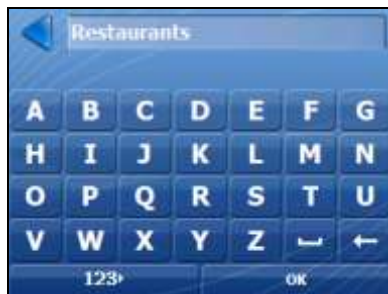 Restaurants
A B C D E F G
H I J K L M N
O P Q R S T U
V W X Y Z
123 OK